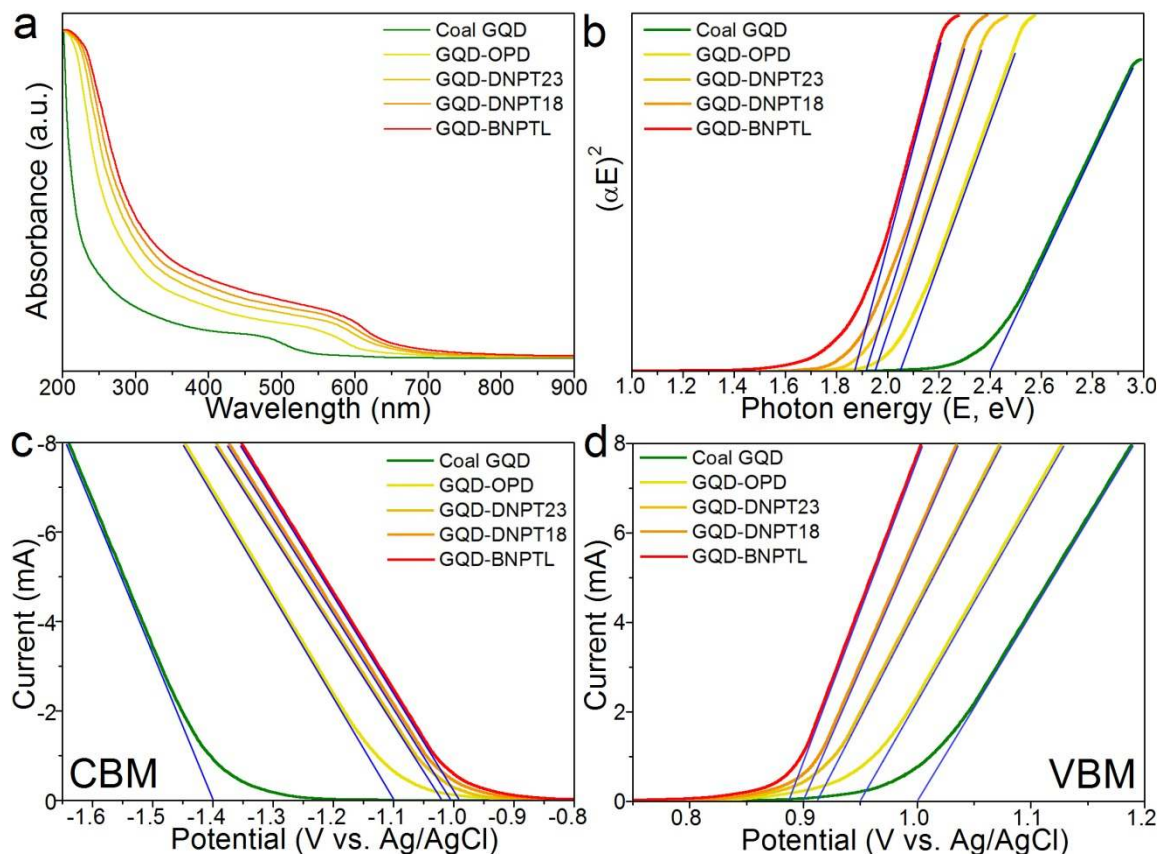 a
Coal GQD
GQD-OPD
GQD-DNPT23
GQD-DNPT18
GQD-BNPTL
Absorbance (a.u.)
200 300 400 500 600 700 800 900
Wavelength (nm)
b
Coal GQD
GQD-OPD
GQD-DNPT23
GQD-DNPT18
GQD-BNPTL
(αE)²
1.0 1.2 1.4 1.6 1.8 2.0 2.2 2.4 2.6 2.8 3.0
Photon energy (E, eV)
c
Coal GQD
GQD-OPD
GQD-DNPT23
GQD-DNPT18
GQD-BNPTL
Current (mA)
-8
-6
-4
-2
0
CBM
-1.6 -1.5 -1.4 -1.3 -1.2 -1.1 -1.0 -0.9 -0.8
Potential (V vs. Ag/AgCl)
d
Coal GQD
GQD-OPD
GQD-DNPT23
GQD-DNPT18
GQD-BNPTL
Current (mA)
8
6
4
2
0
VBM
0.8 0.9 1.0 1.1 1.2
Potential (V vs. Ag/AgCl)